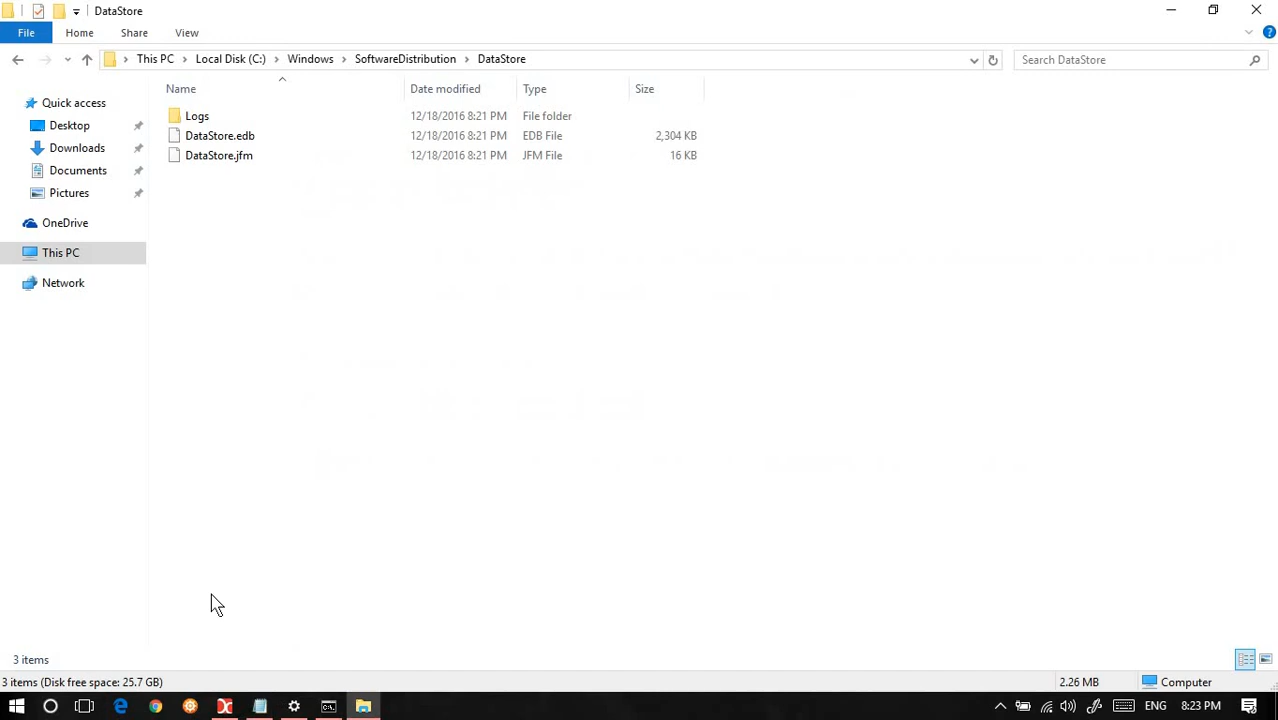 DataStore
File Home Share View
This PC Local Disk (C:) Windows SoftwareDistribution DataStore Search DataStore
Name Date modified Type Size
Quick access
Desktop
Downloads
Documents
Pictures
OneDrive
This PC
Network
Logs 12/18/2016 8:21 PM File folder
DataStore.edb 12/18/2016 8:21 PM EDB File 2,304 KB
DataStore.jfm 12/18/2016 8:21 PM JFM File 16 KB
3 items
3 items (Disk free space: 25.7 GB) 2.26 MB Computer
ENG 8:23 PM